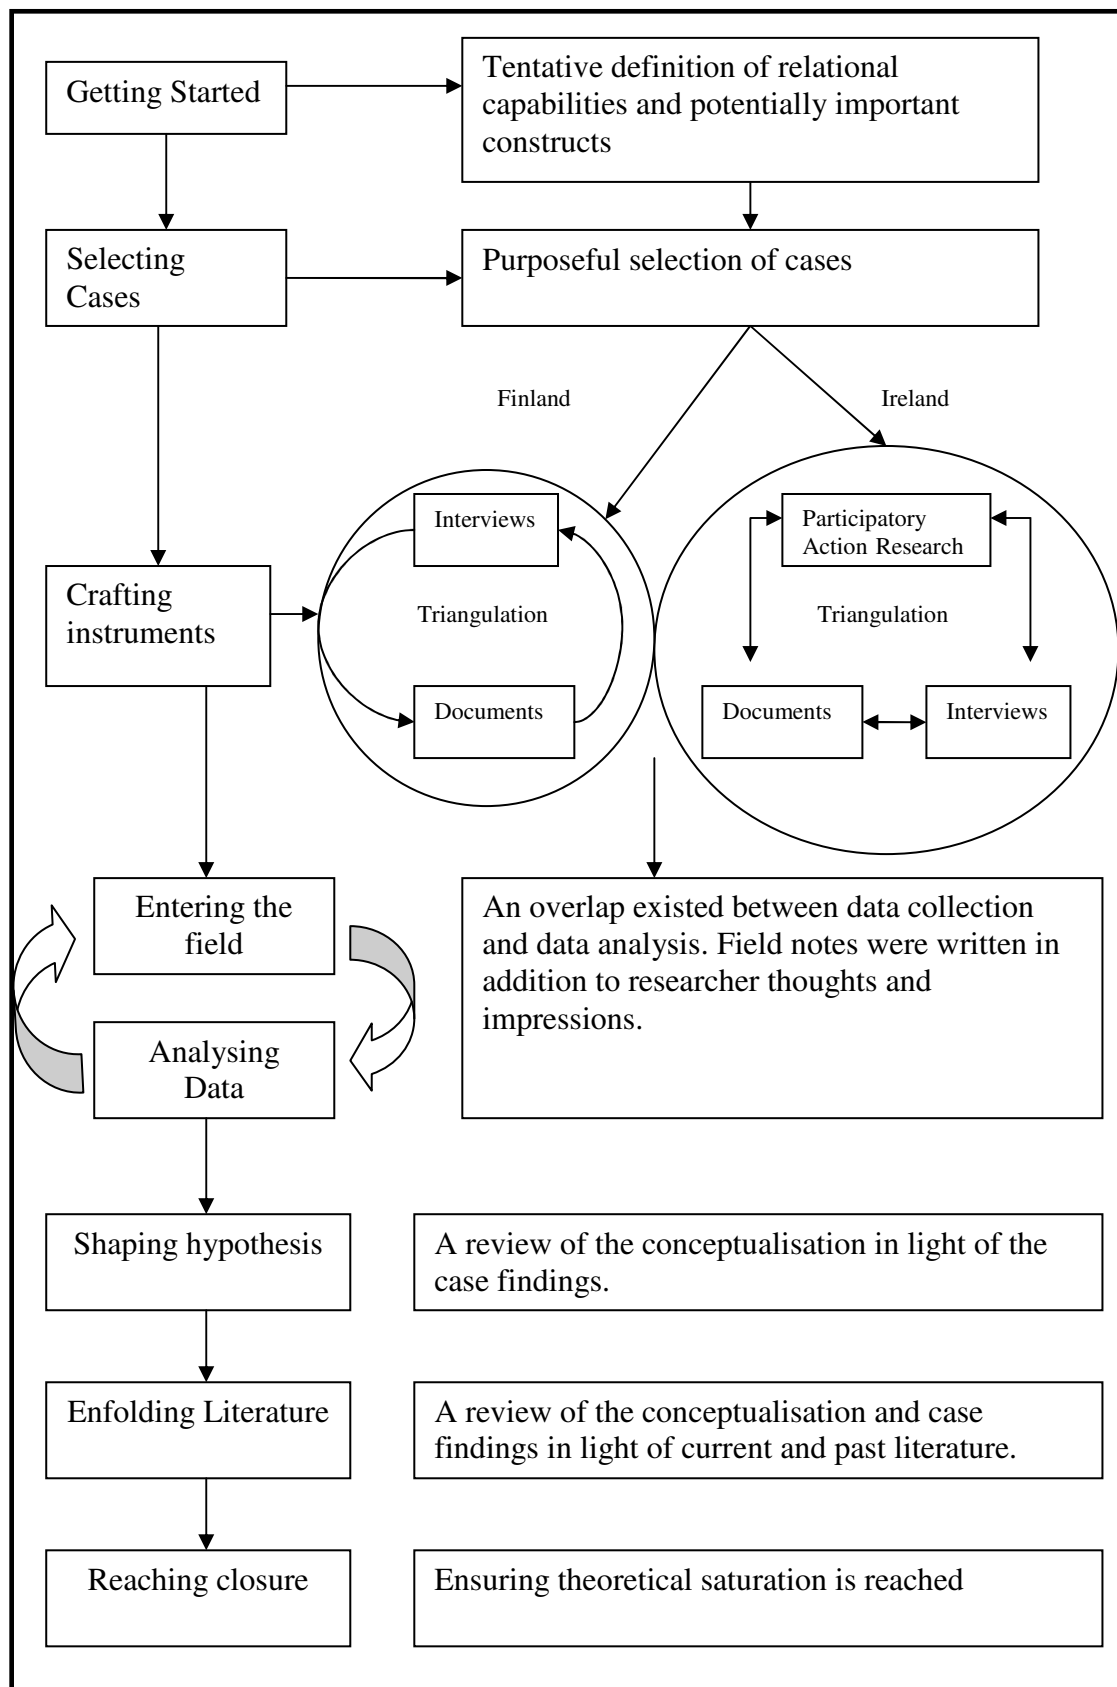 Getting Started
Tentative definition of relational
capabilities and potentially important
constructs
Selecting
Cases
Purposeful selection of cases
Finland
Ireland
Interviews
Triangulation
Documents
Participatory
Action Research
Triangulation
Documents
Interviews
Crafting
instruments
Entering the
field
Analysing
Data
An overlap existed between data collection
and data analysis. Field notes were written in
addition to researcher thoughts and
impressions.
Shaping hypothesis
A review of the conceptualisation in light of the
case findings.
Enfolding Literature
A review of the conceptualisation and case
findings in light of current and past literature.
Reaching closure
Ensuring theoretical saturation is reached